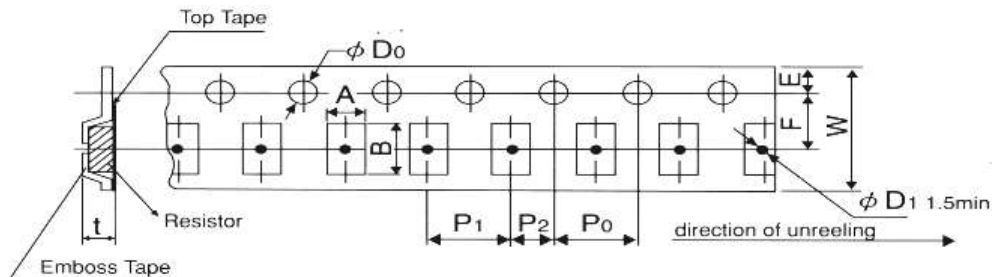 Top Tape
φ D0
A
B
E
F
W
t
Resistor
Emboss Tape
P1
P2
P0
φ D1 1.5min
direction of unreeling